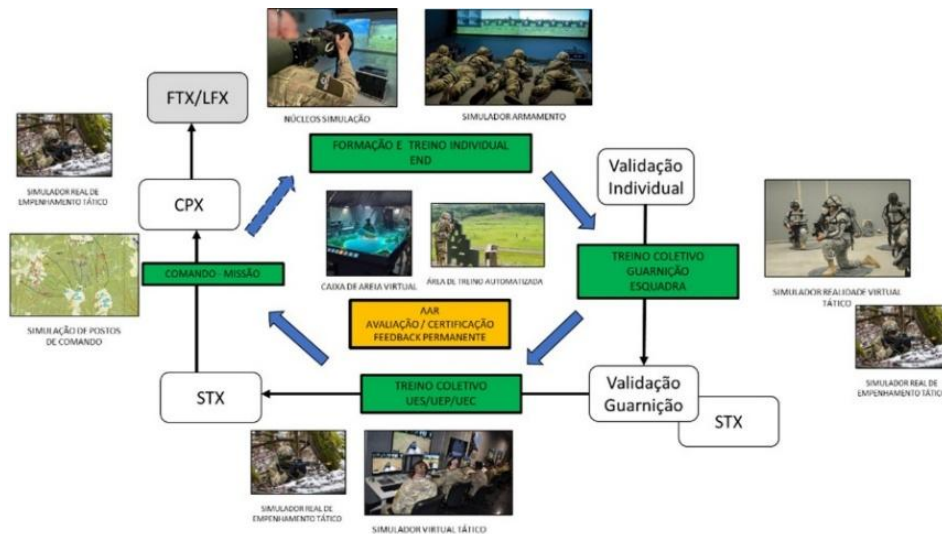 NÚCLEOS SIMULAÇÃO
SIMULADOR ARMAMENTO
FTX/LFX
FORMAÇÃO E TREINO INDIVIDUAL
END
Validação
Individual
SIMULADOR REAL DE
EMPENHAMENTO TÁTICO
CPX
COMANDO - MISSÃO
CAIXA DE AREIA VIRTUAL
ÁREA DE TREINO AUTOMATIZADA
TREINO COLETIVO
GUARNIÇÃO
ESQUADRA
SIMULADOR REALIDADE VIRTUAL
TÁTICO
SIMULAÇÃO DE POSTOS
DE COMANDO
AAR
AVALIAÇÃO / CERTIFICAÇÃO
FEEDBACK PERMANENTE
STX
TREINO COLETIVO
UES/UEP/UEC
Validação
Guarnição
STX
SIMULADOR REAL DE
EMPENHAMENTO TÁTICO
SIMULADOR REAL DE
EMPENHAMENTO TÁTICO
SIMULADOR VIRTUAL TÁTICO